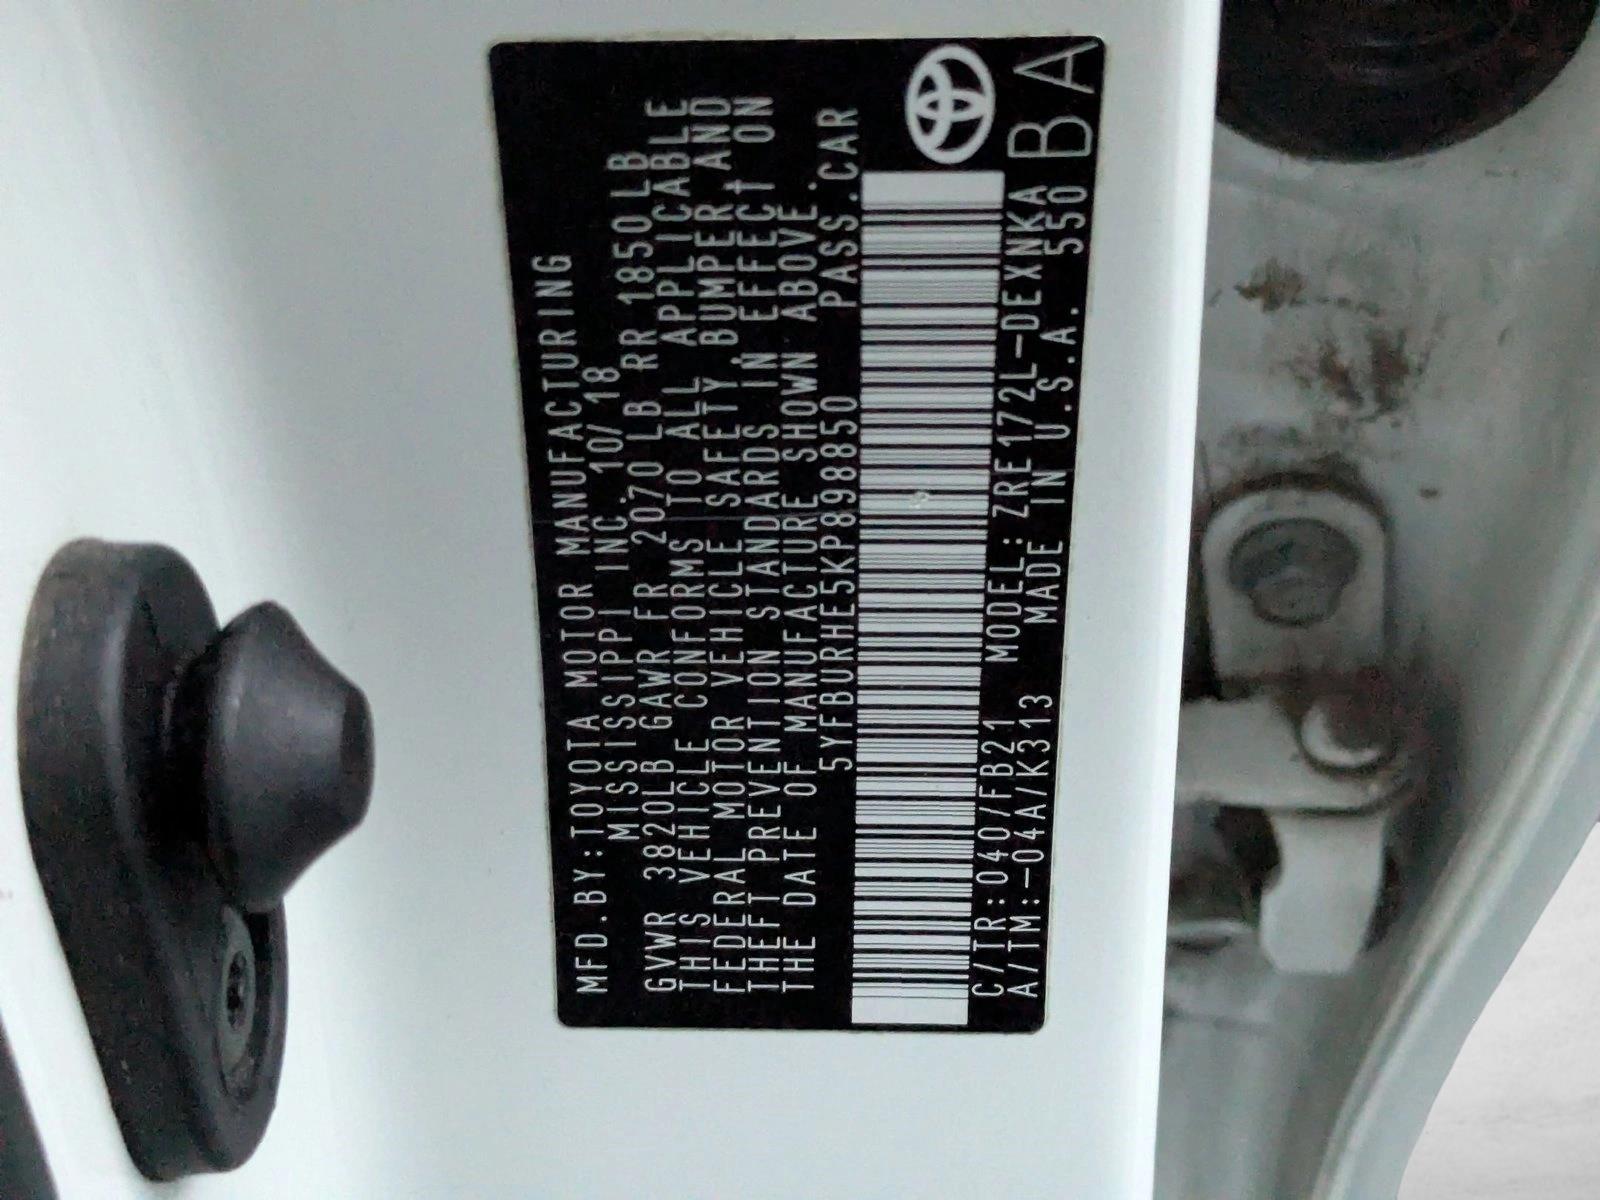 MFD.BY:TOYOTA MOTOR MANUFACTURING
MISSISSIPPI INC.10/18
GVWR 3820LB GAWR FR 2070 LB RR 1850LB
THIS VEHICLE CONFORMS TO ALL APPLICABLE
FEDERAL MOTOR VEHICLE SAFETY,BUMPER AND
THEFT PREVENTION STANDARDS IN EFFECT ON
THE DATE OF MANUFACTURE SHOWN ABOVE.
5YFBURHE5KP898850 PASS.CAR
C/TR:040/FB21 MODEL:ZRE172L-DEXNKA
A/TM:-04A/K313 MADE IN U.S.A. 550
BA